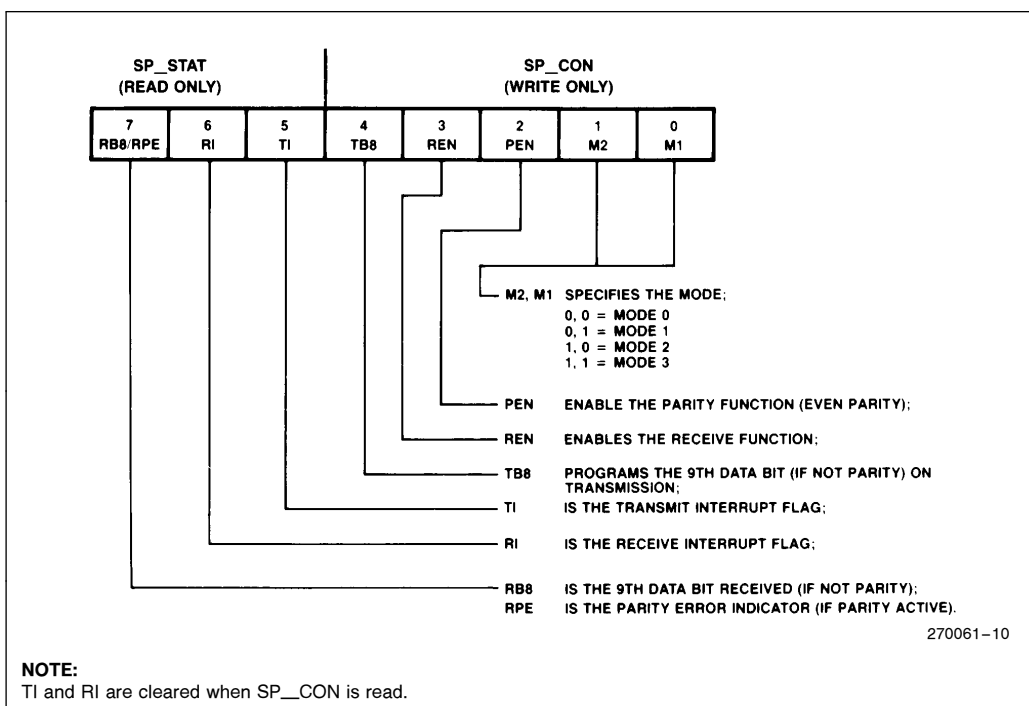 SP__STAT
(READ ONLY)
SP__CON
(WRITE ONLY)
7 6 5 4 3 2 1 0
RB8/RPE RI TI TB8 REN PEN M2 M1
M2, M1 SPECIFIES THE MODE;
0, 0 = MODE 0
0, 1 = MODE 1
1, 0 = MODE 2
1, 1 = MODE 3
PEN ENABLE THE PARITY FUNCTION (EVEN PARITY);
REN ENABLES THE RECEIVE FUNCTION;
TB8 PROGRAMS THE 9TH DATA BIT (IF NOT PARITY) ON
TRANSMISSION;
TI IS THE TRANSMIT INTERRUPT FLAG;
RI IS THE RECEIVE INTERRUPT FLAG;
RB8 IS THE 9TH DATA BIT RECEIVED (IF NOT PARITY);
RPE IS THE PARITY ERROR INDICATOR (IF PARITY ACTIVE).
270061–10
NOTE:
TI and RI are cleared when SP__CON is read.